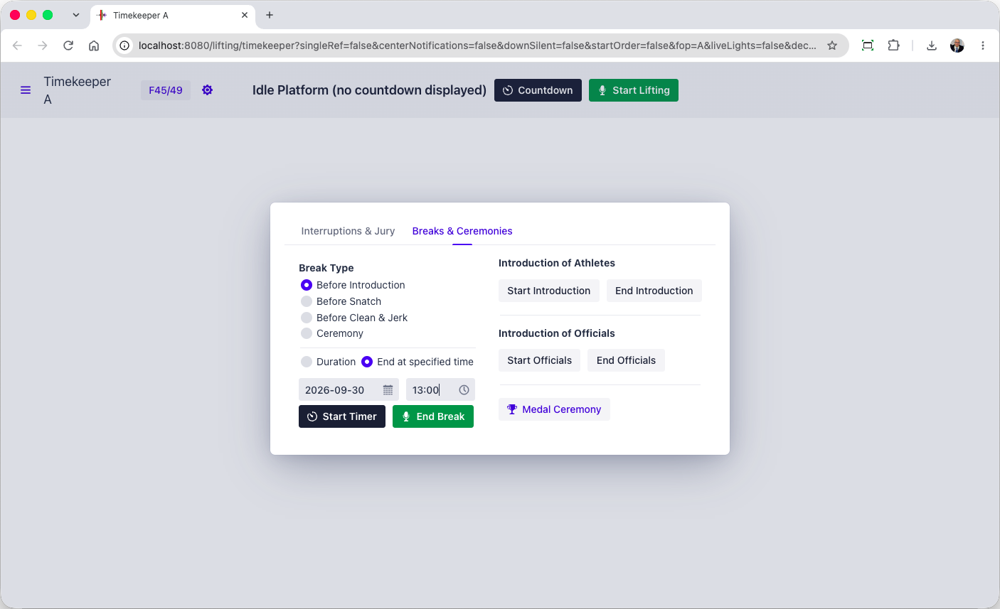 Timekeeper A
localhost:8080/lifting/timekeeper?singleRef=false&centerNotifications=false&downSilent=false&startOrder=false&fop=A&liveLights=false&dec...
Timekeeper
A
F45/49
Idle Platform (no countdown displayed)
Countdown
Start Lifting
Interruptions & Jury
Breaks & Ceremonies
Break Type
Before Introduction
Before Snatch
Before Clean & Jerk
Ceremony
Duration
End at specified time
2026-09-30
13:00
Start Timer
End Break
Introduction of Athletes
Start Introduction
End Introduction
Introduction of Officials
Start Officials
End Officials
Medal Ceremony